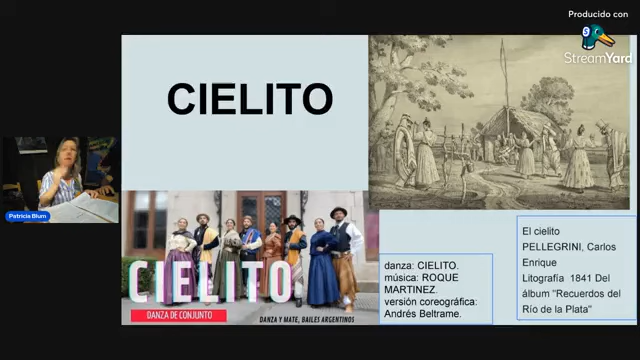 Producido con
StreamYard
CIELITO
Patricia Blum
CIELITO
DANZA DE CONJUNTO
DANZA Y MATE, BAILES ARGENTINOS
danza: CIELITO.
música: ROQUE
MARTINEZ.
versión coreográfica:
Andrés Beltrame.
El cielito
PELLEGRINI, Carlos
Enrique
Litografía 1841 Del
álbum "Recuerdos del
Río de la Plata"